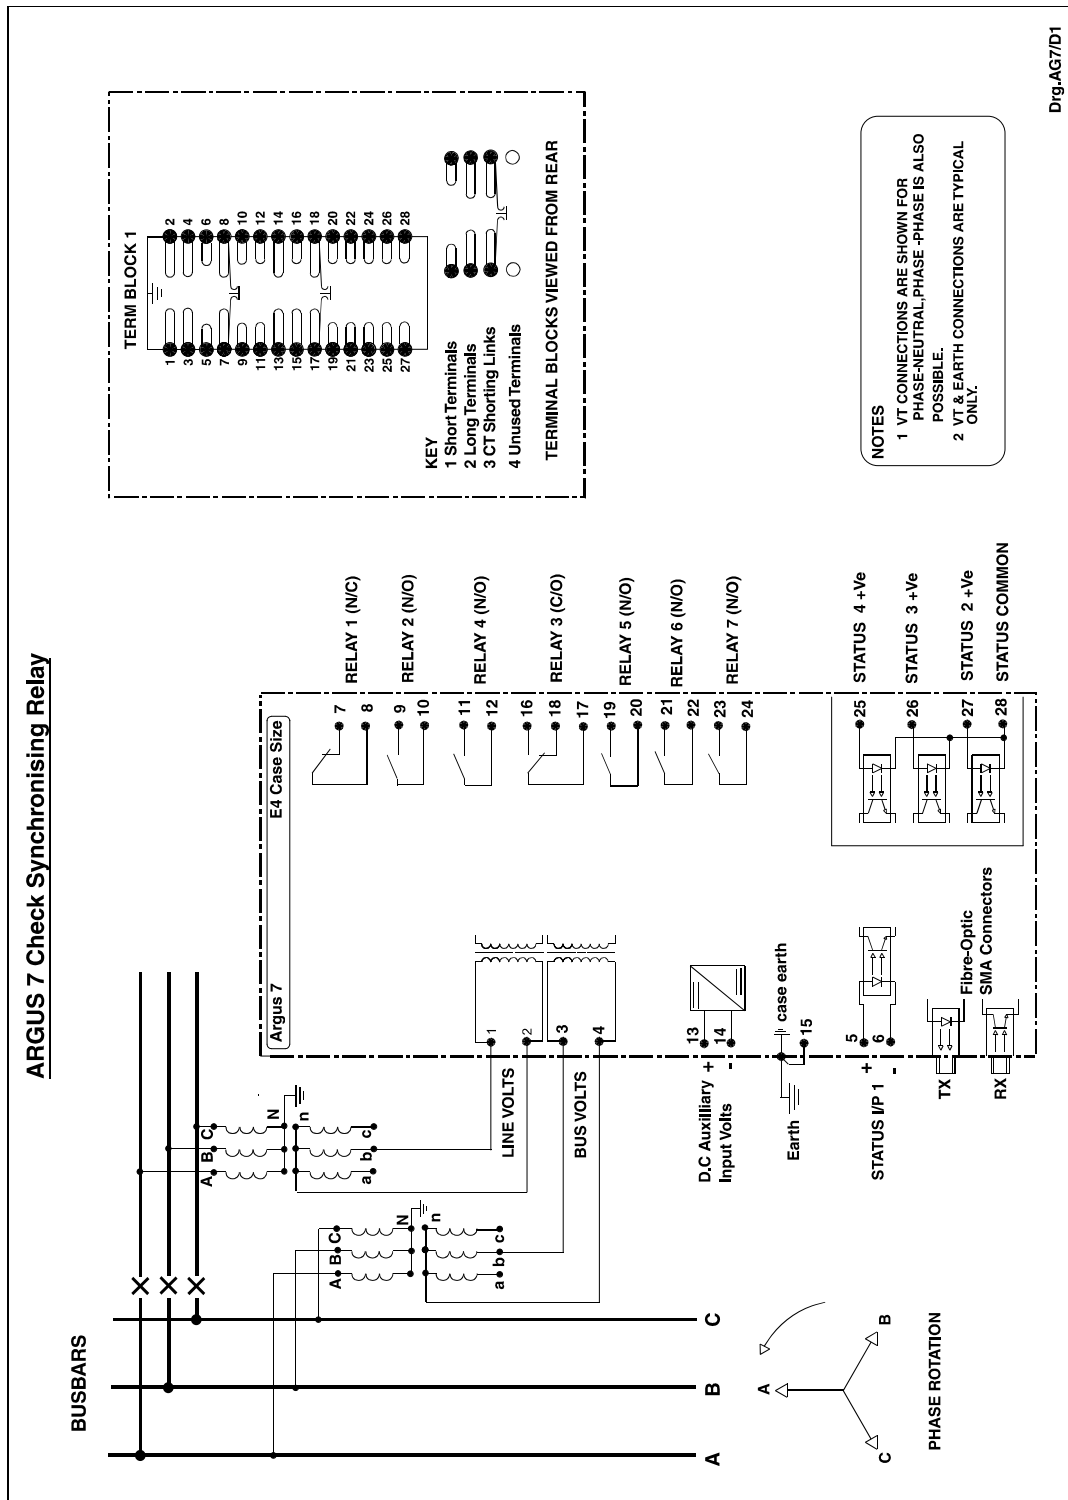 ARGUS 7 Check Synchronising Relay
BUSBARS
A
B
C
A B C
N
n
a b c
A B C
N
n
a b c
LINE VOLTS
BUS VOLTS
Argus 7
E4 Case Size
1
2
3
4
D.C Auxilliary +
Input Volts -
13
14
Earth
case earth
15
STATUS I/P 1
+
-
5
6
TX
RX
Fibre-Optic
SMA Connectors
7
8
RELAY 1 (N/C)
9
10
RELAY 2 (N/O)
11
12
RELAY 4 (N/O)
16
18
17
RELAY 3 (C/O)
19
20
RELAY 5 (N/O)
21
22
RELAY 6 (N/O)
23
24
RELAY 7 (N/O)
25
STATUS 4 +Ve
26
STATUS 3 +Ve
27
STATUS 2 +Ve
28
STATUS COMMON
A
B
C
PHASE ROTATION
TERM BLOCK 1
1 2
3 4
5 6
7 8
9 10
11 12
13 14
15 16
17 18
19 20
21 22
23 24
25 26
27 28
KEY
1 Short Terminals
2 Long Terminals
3 CT Shorting Links
4 Unused Terminals
TERMINAL BLOCKS VIEWED FROM REAR
NOTES
1 VT CONNECTIONS ARE SHOWN FOR
PHASE-NEUTRAL,PHASE -PHASE IS ALSO
POSSIBLE.
2 VT & EARTH CONNECTIONS ARE TYPICAL
ONLY.
Drg.AG7/D1